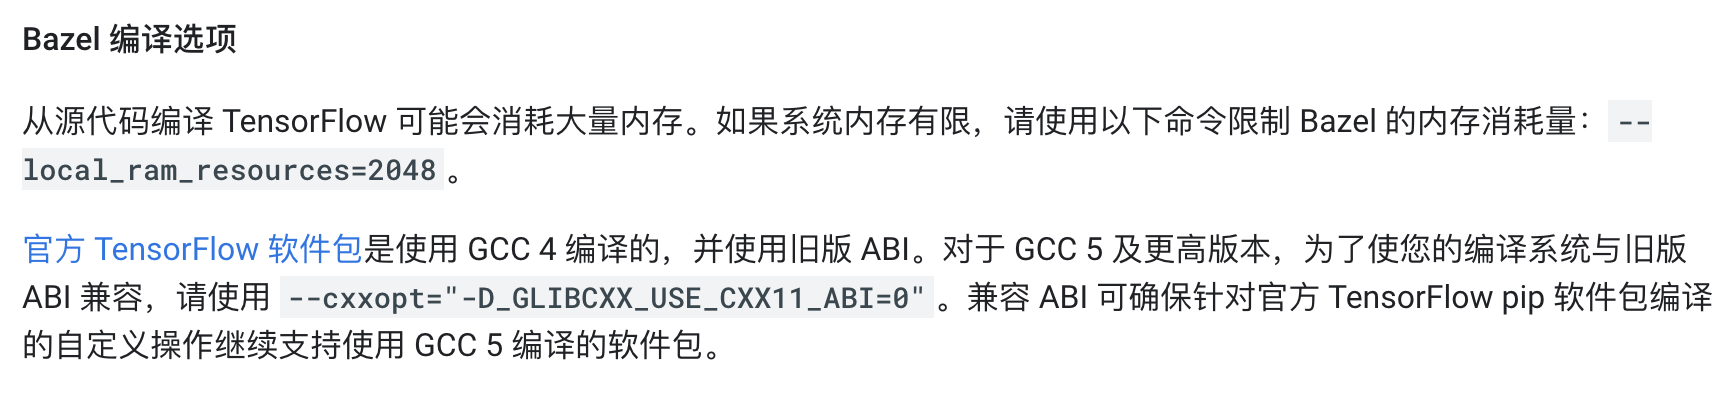 Bazel 编译选项
从源代码编译 TensorFlow 可能会消耗大量内存。如果系统内存有限，请使用以下命令限制 Bazel 的内存消耗量：--
local_ram_resources=2048。
官方 TensorFlow 软件包是使用 GCC 4 编译的，并使用旧版 ABI。对于 GCC 5 及更高版本，为了使您的编译系统与旧版
ABI 兼容，请使用 --cxxopt="-D_GLIBCXX_USE_CXX11_ABI=0"。兼容 ABI 可确保针对官方 TensorFlow pip 软件包编译
的自定义操作继续支持使用 GCC 5 编译的软件包。